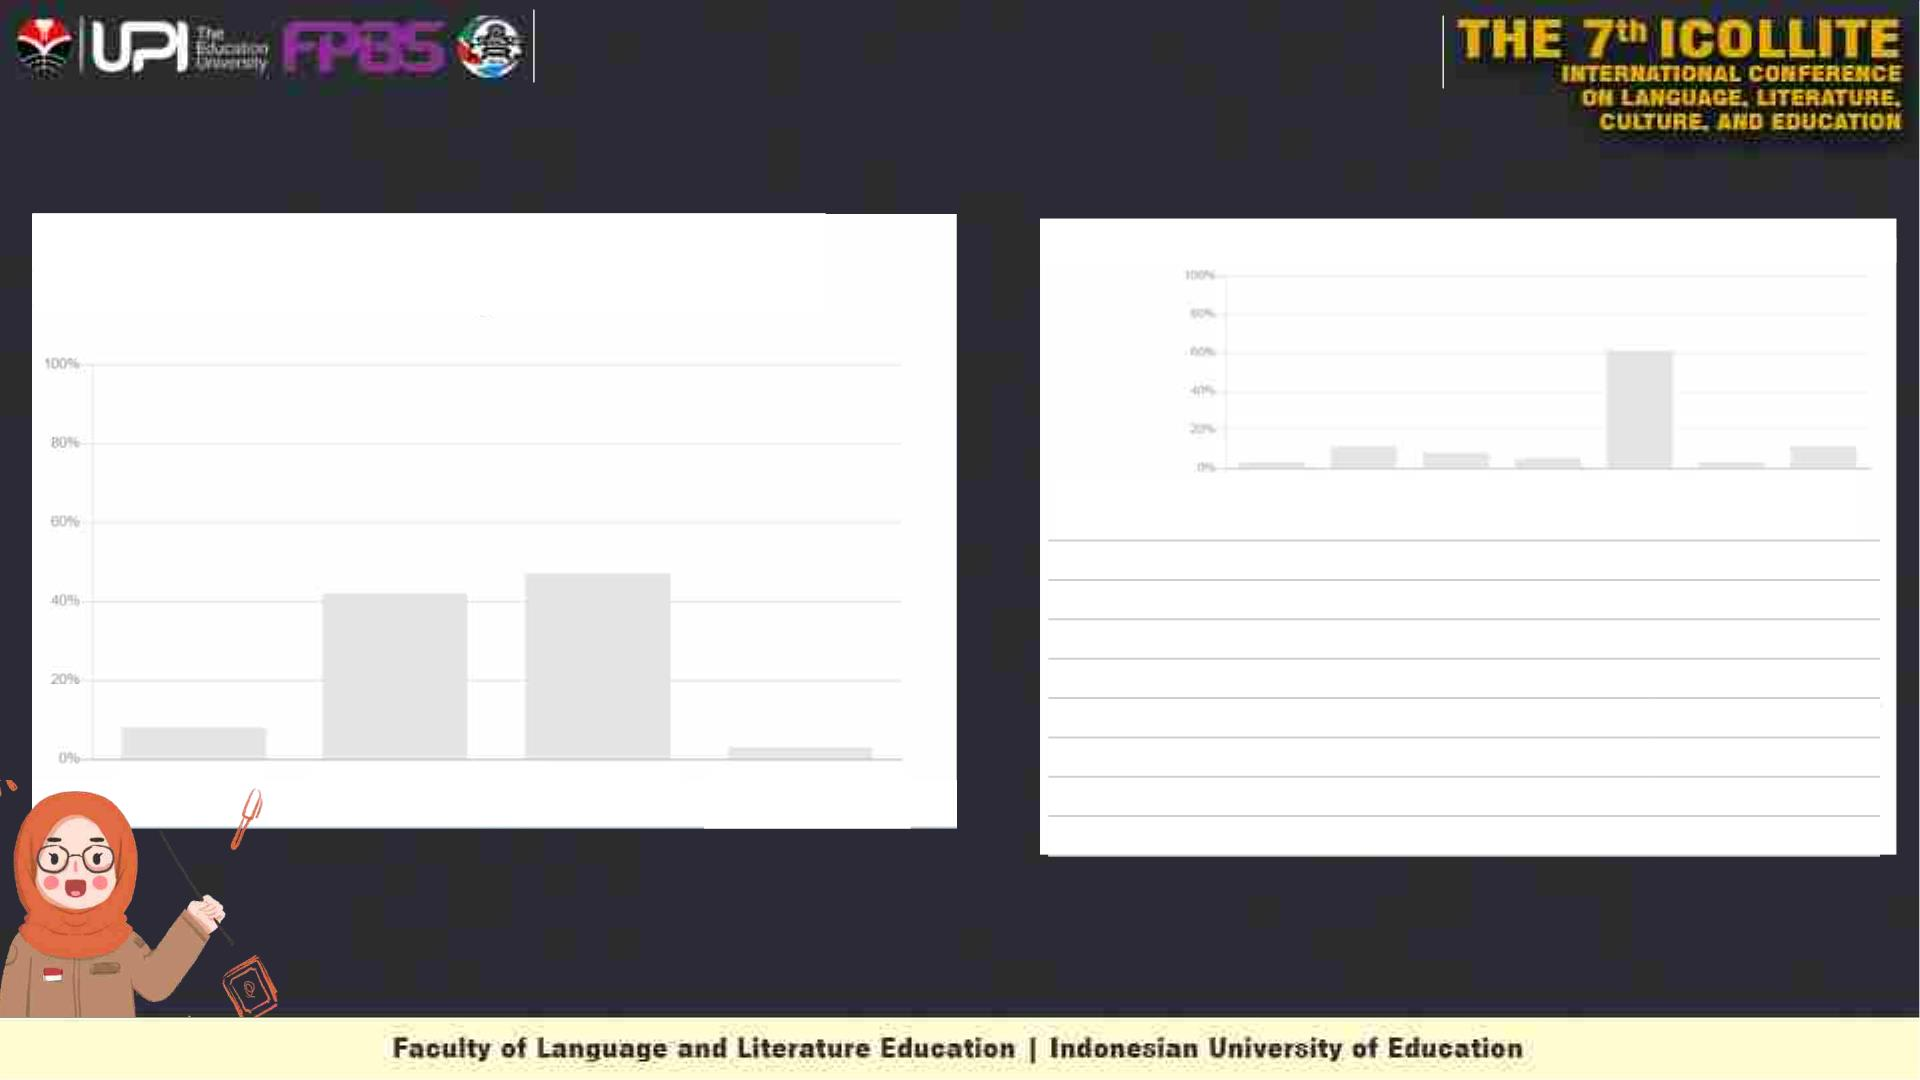 UPI
The
Education
University
FPBS
THE 7th ICOLLITE
INTERNATIONAL CONFERENCE
ON LANGUAGE, LITERATURE,
CULTURE, AND EDUCATION
100%
80%
60%
40%
20%
0%
100%
80%
60%
40%
20%
0%
Faculty of Language and Literature Education | Indonesian University of Education